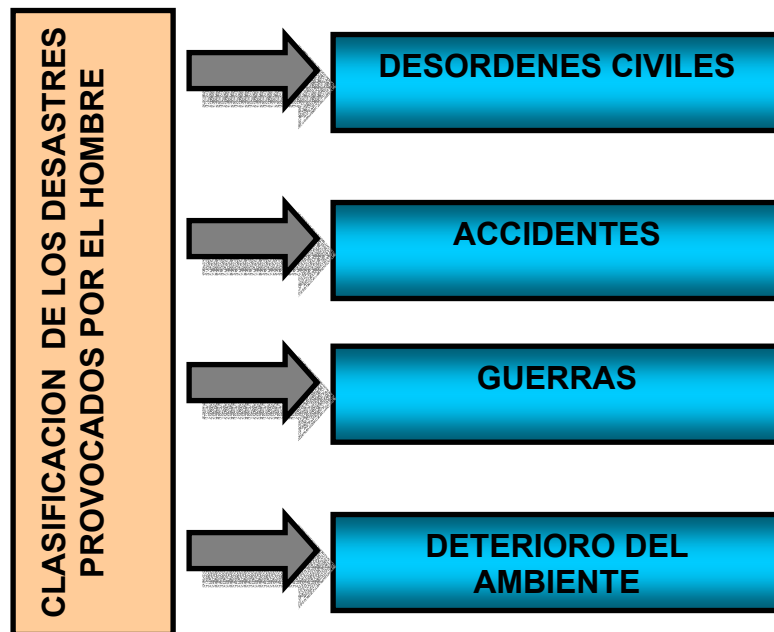 CLASIFICACION DE LOS DESASTRES
PROVOCADOS POR EL HOMBRE
DESORDENES CIVILES
ACCIDENTES
GUERRAS
DETERIORO DEL
AMBIENTE